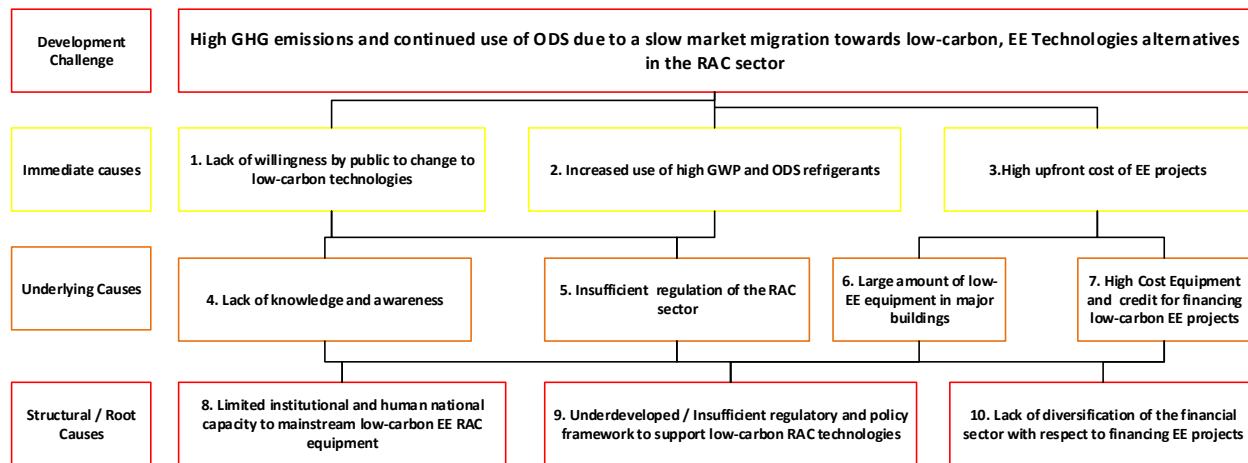 Development
Challenge
High GHG emissions and continued use of ODS due to a slow market migration towards low-carbon, EE Technologies alternatives
in the RAC sector
Immediate causes
1. Lack of willingness by public to change to
low-carbon technologies
2. Increased use of high GWP and ODS refrigerants
3.High upfront cost of EE projects
Underlying Causes
4. Lack of knowledge and awareness
5. Insufficient regulation of the RAC
sector
6. Large amount of low-
EE equipment in major
buildings
7. High Cost Equipment
and credit for financing
low-carbon EE projects
Structural / Root
Causes
8. Limited institutional and human national
capacity to mainstream low-carbon EE RAC
equipment
9. Underdeveloped / Insufficient regulatory and policy
framework to support low-carbon RAC technologies
10. Lack of diversification of the financial
sector with respect to financing EE projects